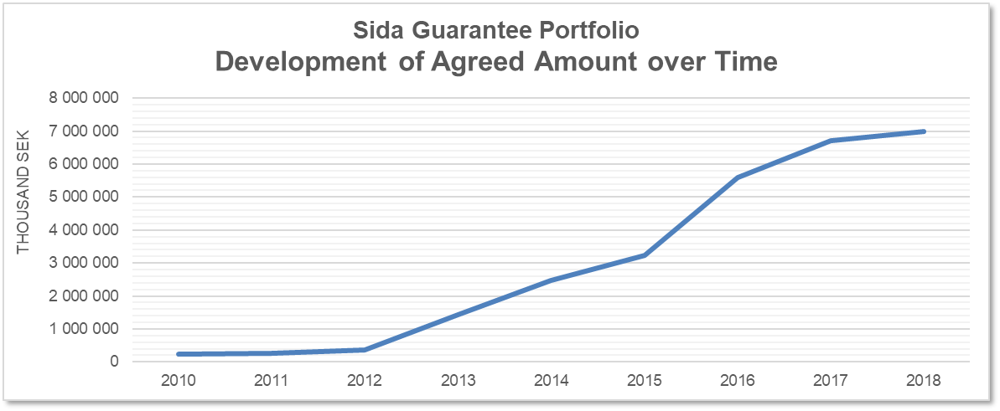 Sida Guarantee Portfolio
Development of Agreed Amount over Time
THOUSAND SEK
8 000 000
7 000 000
6 000 000
5 000 000
4 000 000
3 000 000
2 000 000
1 000 000
0
2010 2011 2012 2013 2014 2015 2016 2017 2018